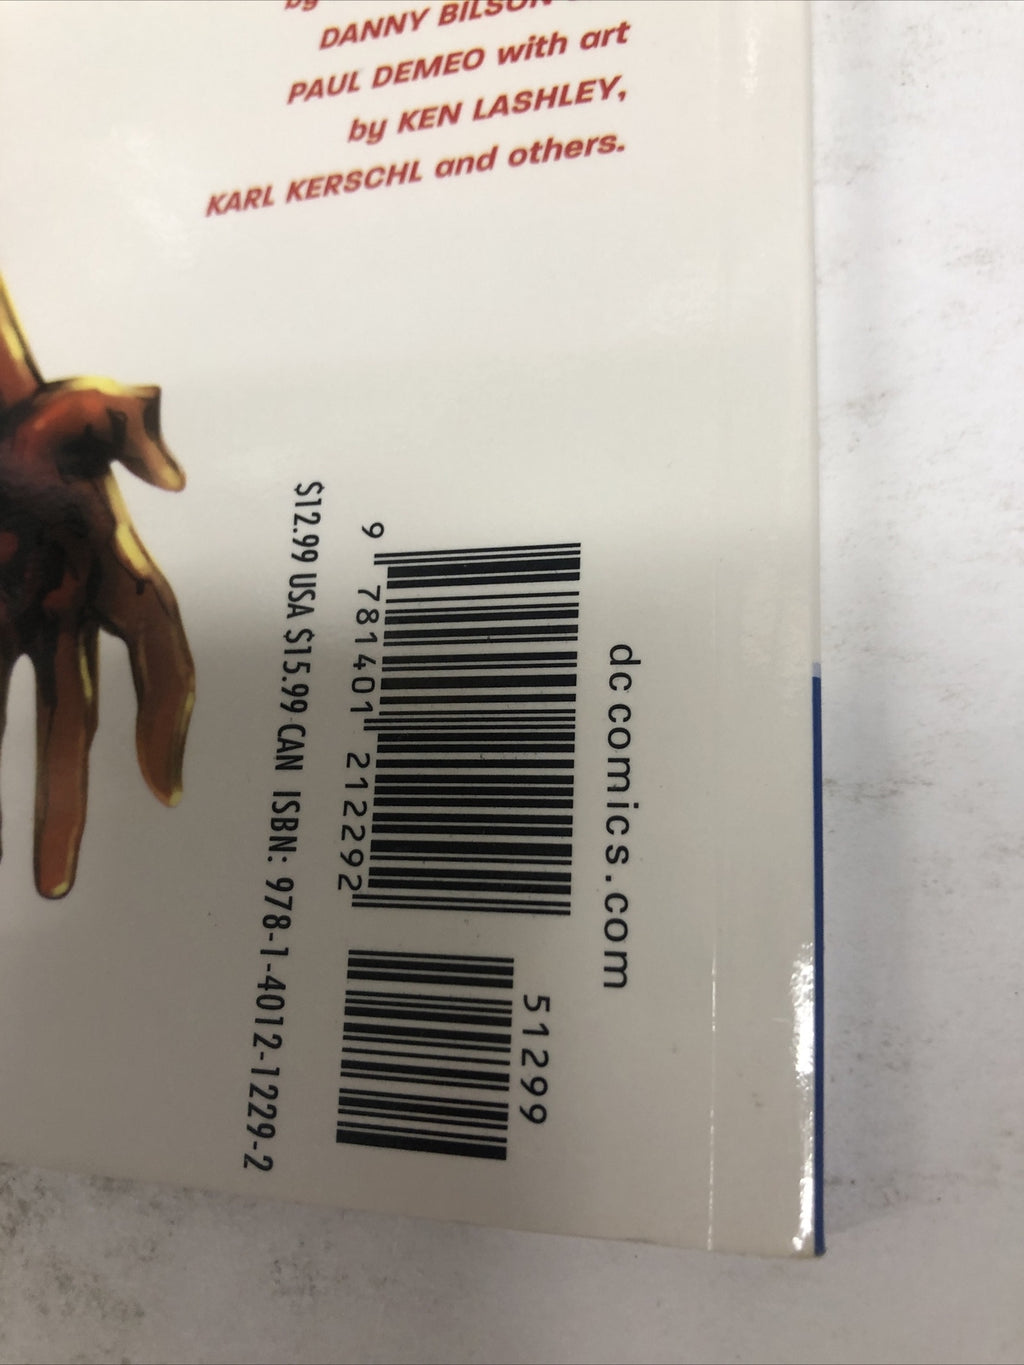 by
DANNY BILSON
PAUL DEMEO with art
by KEN LASHLEY,
KARL KERSCHL and others.
dccomics.com
9 781401 212292
51299
$12.99 USA $15.99 CAN ISBN: 978-1-4012-1229-2